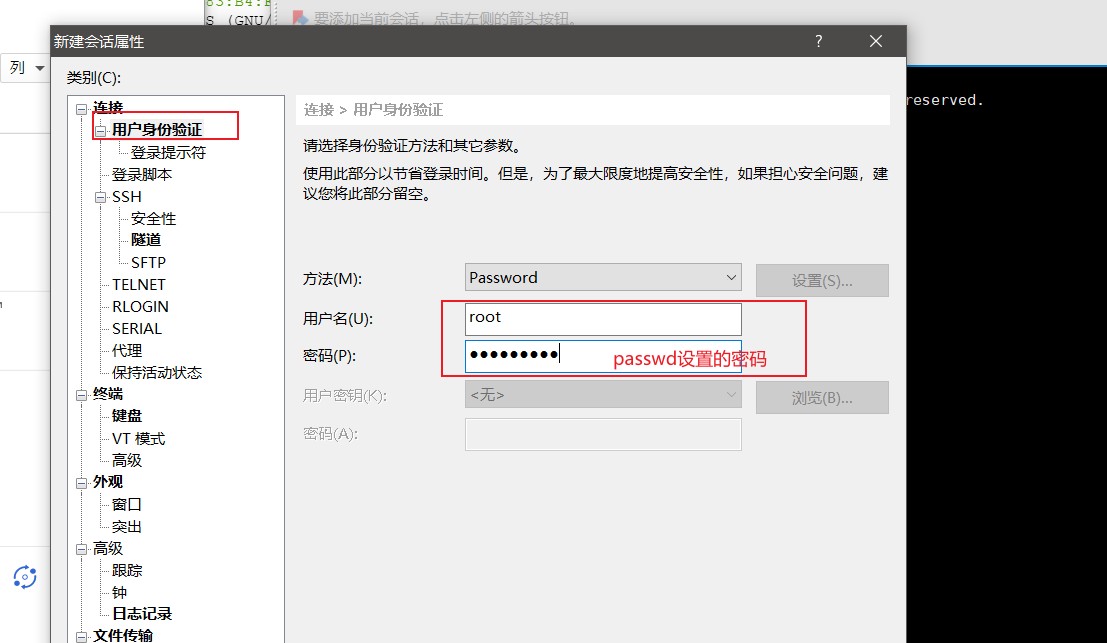 S (GNU/
要添加当前会话，点击左侧的箭头按钮。
新建会话属性
?
列
类别(C):
连接
用户身份验证
登录提示符
登录脚本
SSH
安全性
隧道
SFTP
TELNET
RLOGIN
SERIAL
代理
保持活动状态
终端
键盘
VT 模式
高级
外观
窗口
突出
高级
跟踪
钟
日志记录
文件传输
连接 > 用户身份验证
请选择身份验证方法和其它参数。
使用此部分以节省登录时间。但是，为了最大限度地提高安全性，如果担心安全问题，建
议您将此部分留空。
方法(M):
Password
设置(S)...
用户名(U):
root
密码(P):
●●●●●●●●●
passwd设置的密码
用户密钥(K):
<无>
浏览(B)...
密码(A):
reserved.